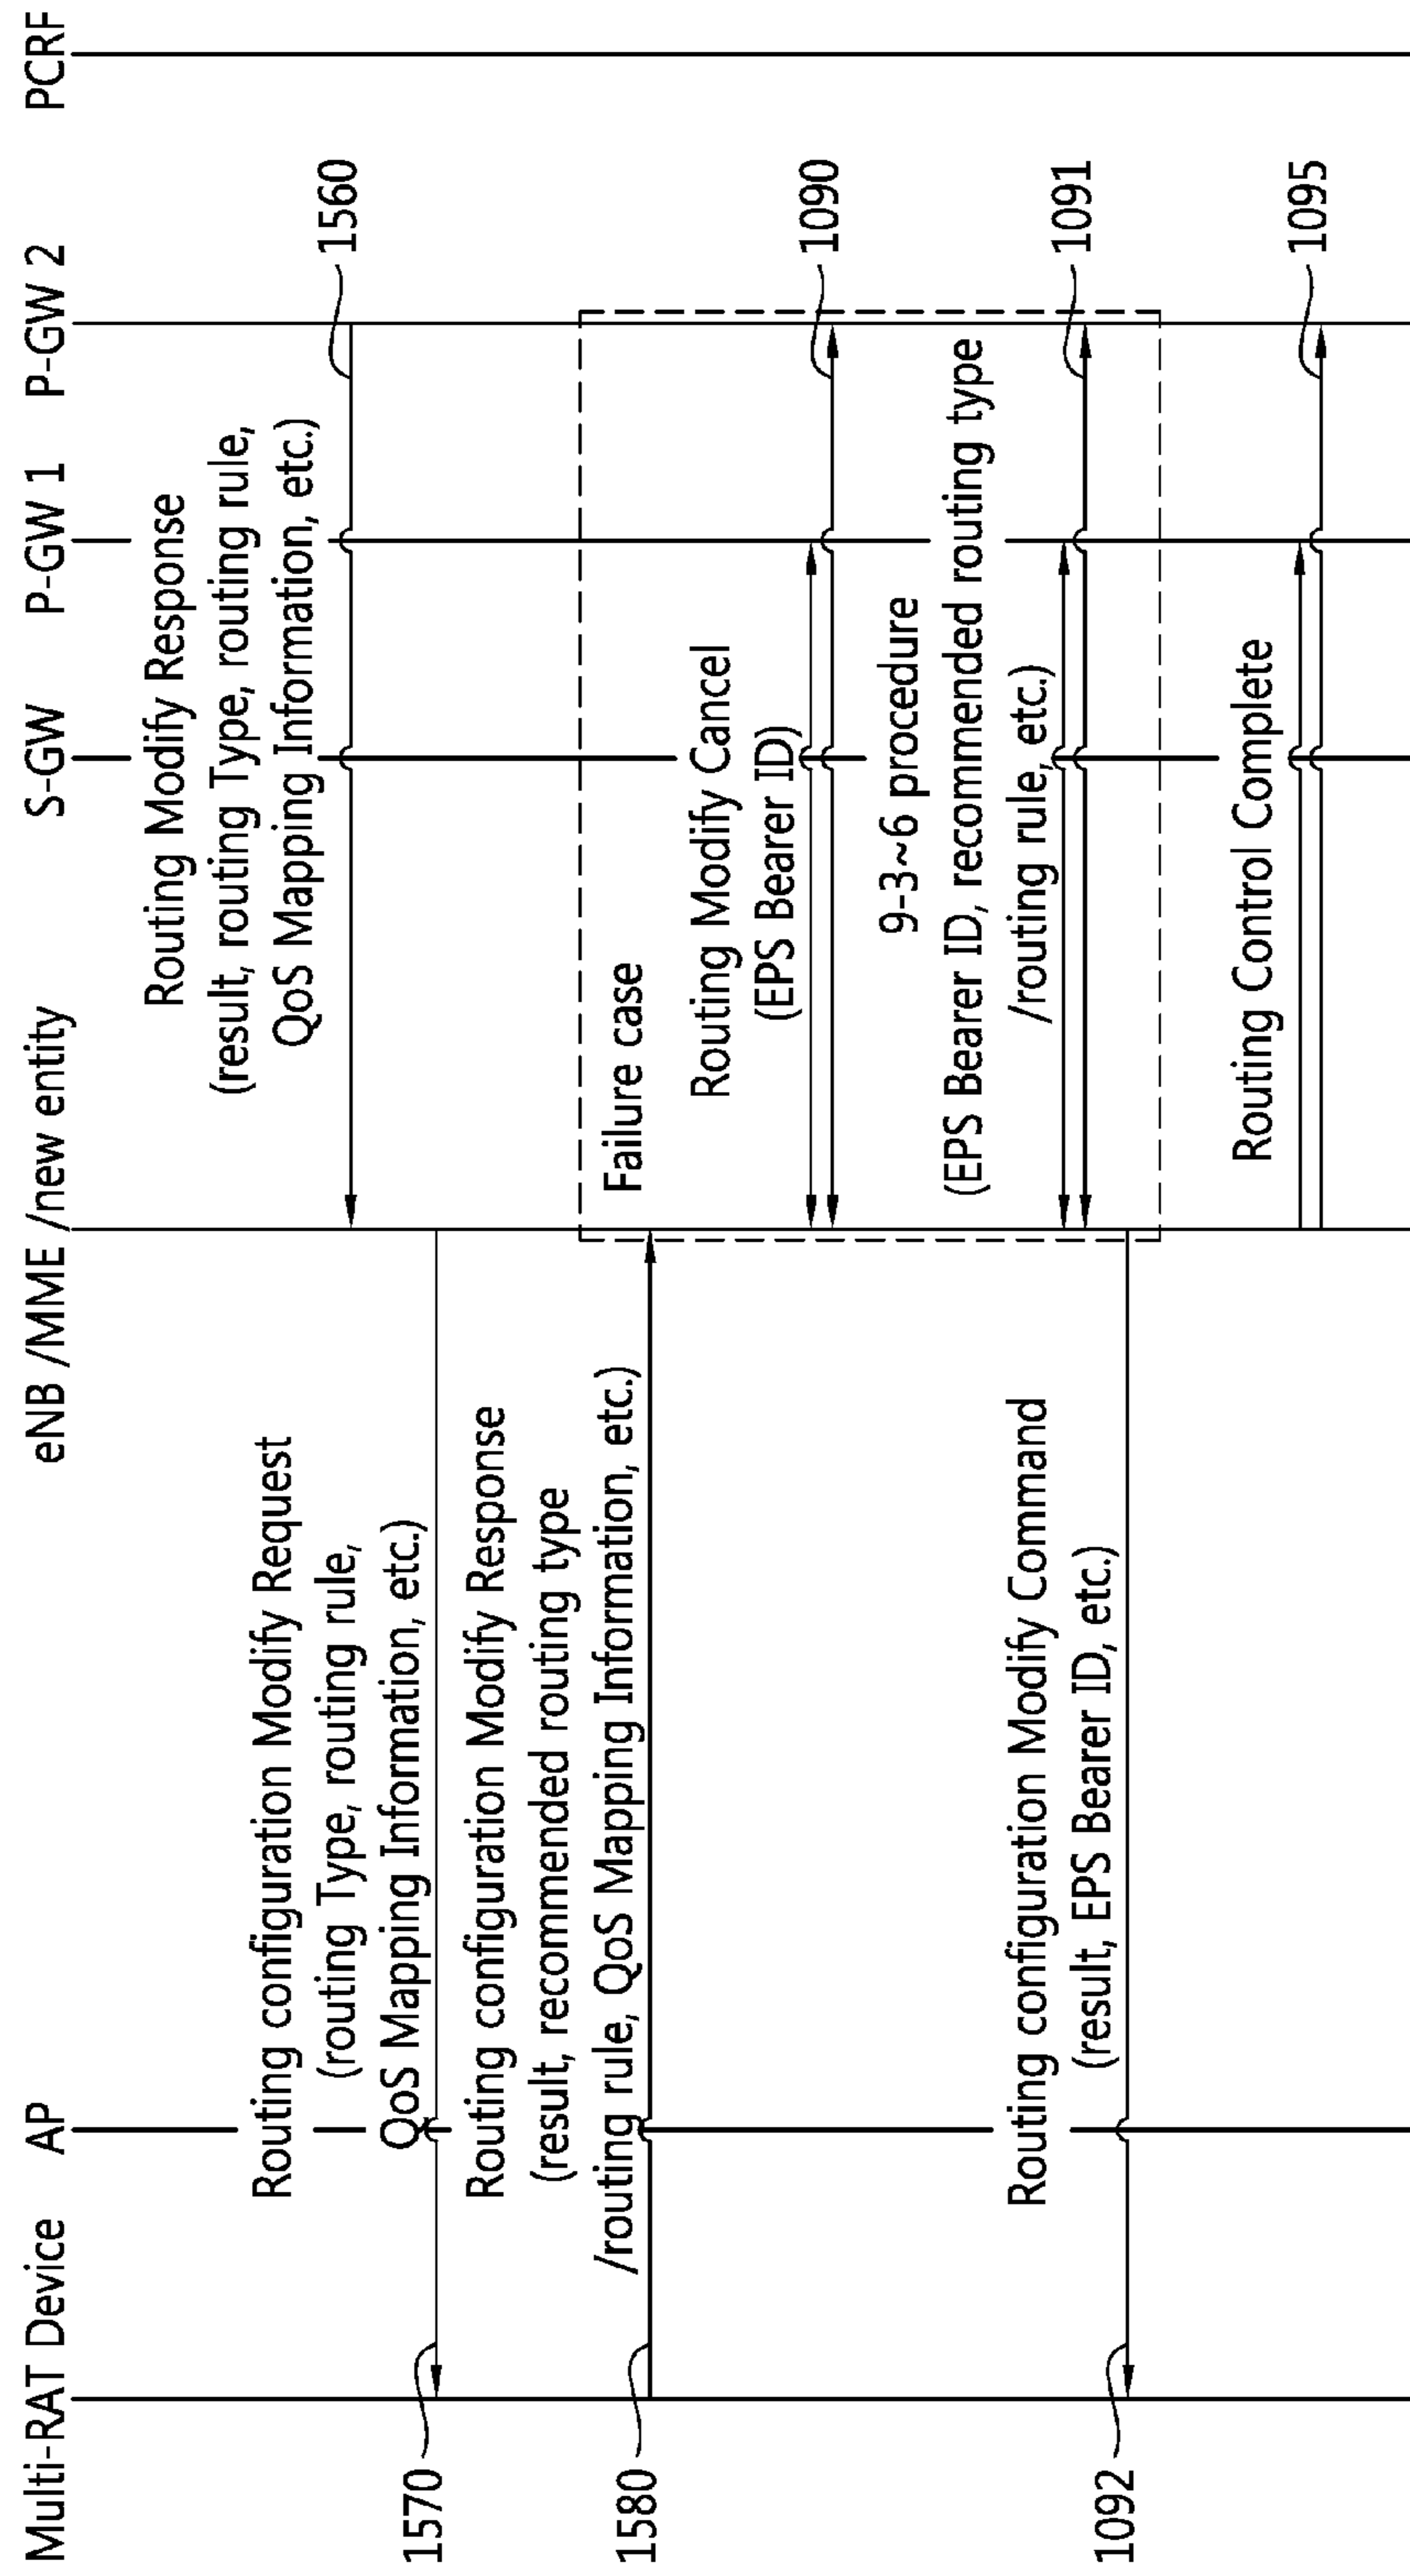 Multi-RAT Device
AP
eNB /MME /new entity
S-GW
P-GW 1
P-GW 2
PCRF
Routing Modify Response
(result, routing Type, routing rule,
QoS Mapping Information, etc.)
1560
Routing configuration Modify Request
(routing Type, routing rule,
QoS Mapping Information, etc.)
1570
Routing configuration Modify Response
(result, recommended routing type
/routing rule, QoS Mapping Information, etc.)
1580
Failure case
Routing Modify Cancel
(EPS Bearer ID)
1090
9-3~6 procedure
(EPS Bearer ID, recommended routing type
/routing rule, etc.)
1091
Routing configuration Modify Command
(result, EPS Bearer ID, etc.)
1092
Routing Control Complete
1095